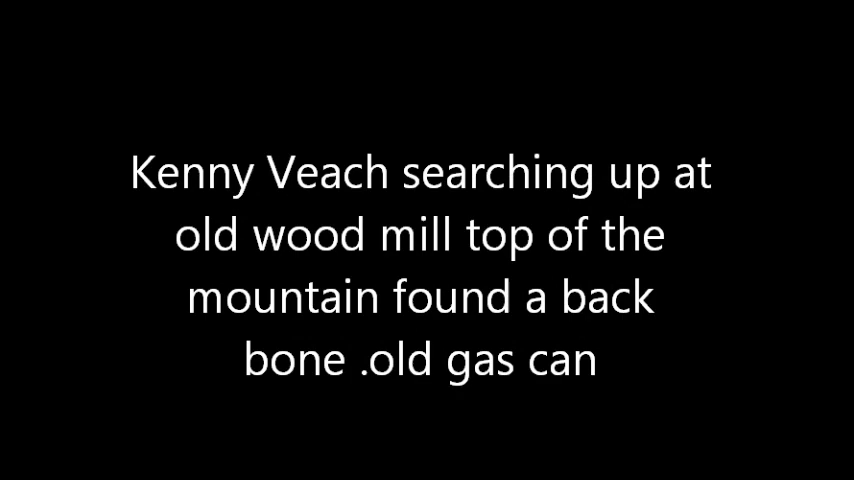 Kenny Veach searching up at
old wood mill top of the
mountain found a back
bone .old gas can